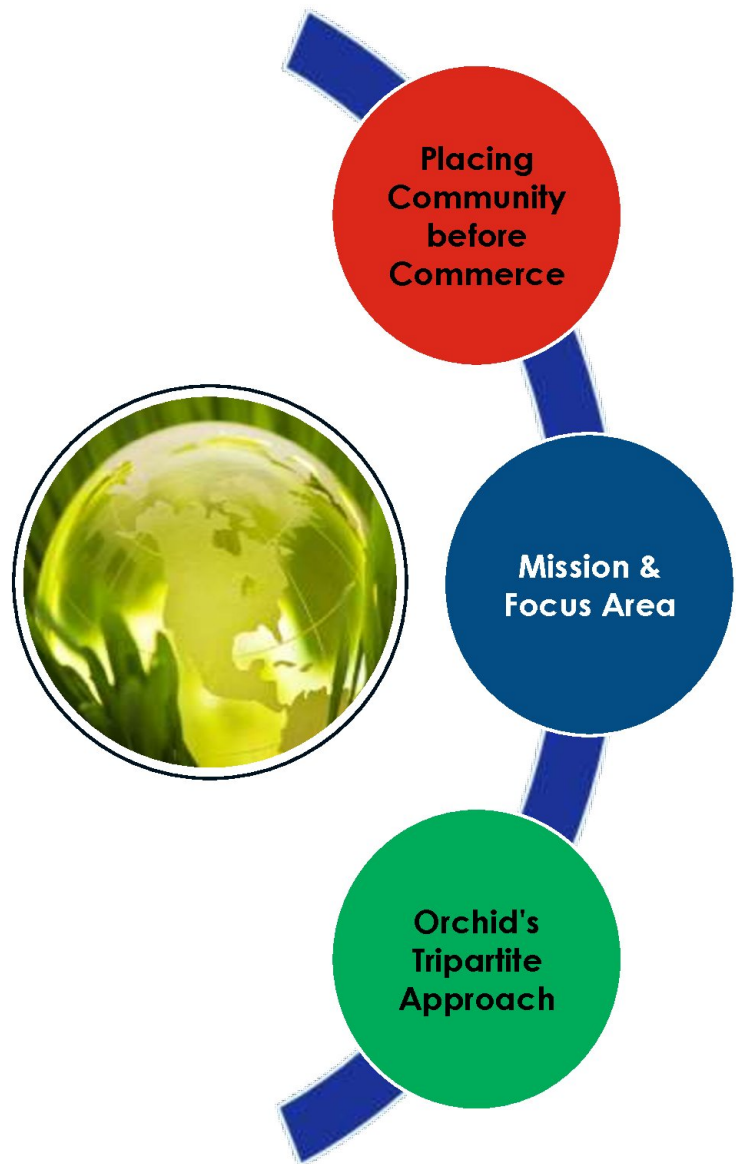 Placing
Community
before
Commerce
Mission &
Focus Area
Orchid's
Tripartite
Approach